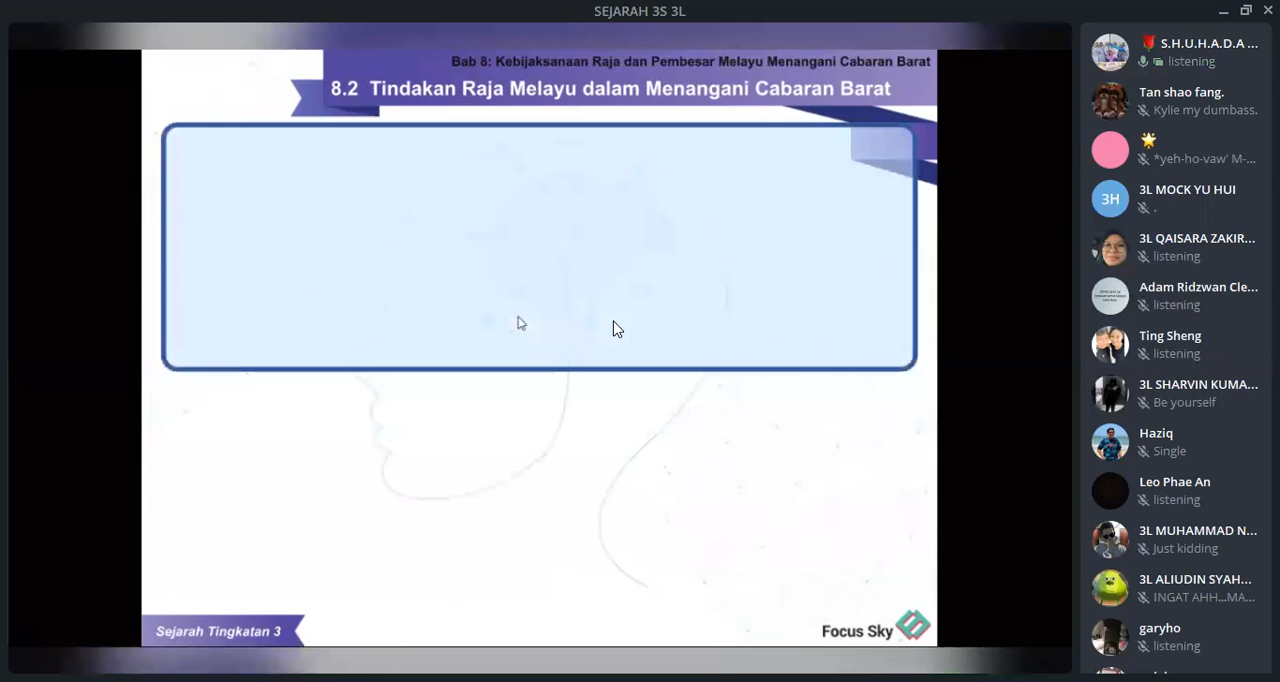 SEJARAH 3S 3L
Bab 8: Kebijaksanaan Raja dan Pembesar Melayu Menangani Cabaran Barat
8.2 Tindakan Raja Melayu dalam Menangani Cabaran Barat
Sejarah Tingkatan 3
Focus Sky
S.H.U.H.A.D.A ...
listening
Tan shao fang.
Kylie my dumbass.
*yeh-ho-vaw' M-...
3H
3L MOCK YU HUI
.
3L QAISARA ZAKIR...
listening
Adam Ridzwan Cle...
listening
Ting Sheng
listening
3L SHARVIN KUMA...
Be yourself
Haziq
Single
Leo Phae An
listening
3L MUHAMMAD N...
Just kidding
3L ALIUDIN SYAH...
INGAT AHH...MA...
garyho
listening